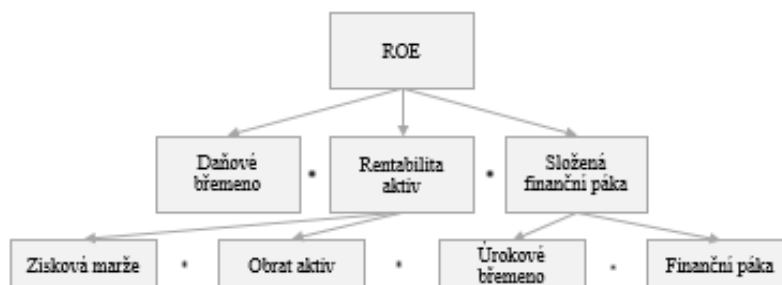 ROE
Daňové
břemeno
•
Rentabilita
aktiv
•
Složená
finanční páka
Zisková marže
•
Obrat aktiv
•
Úrokové
břemeno
•
Finanční páka